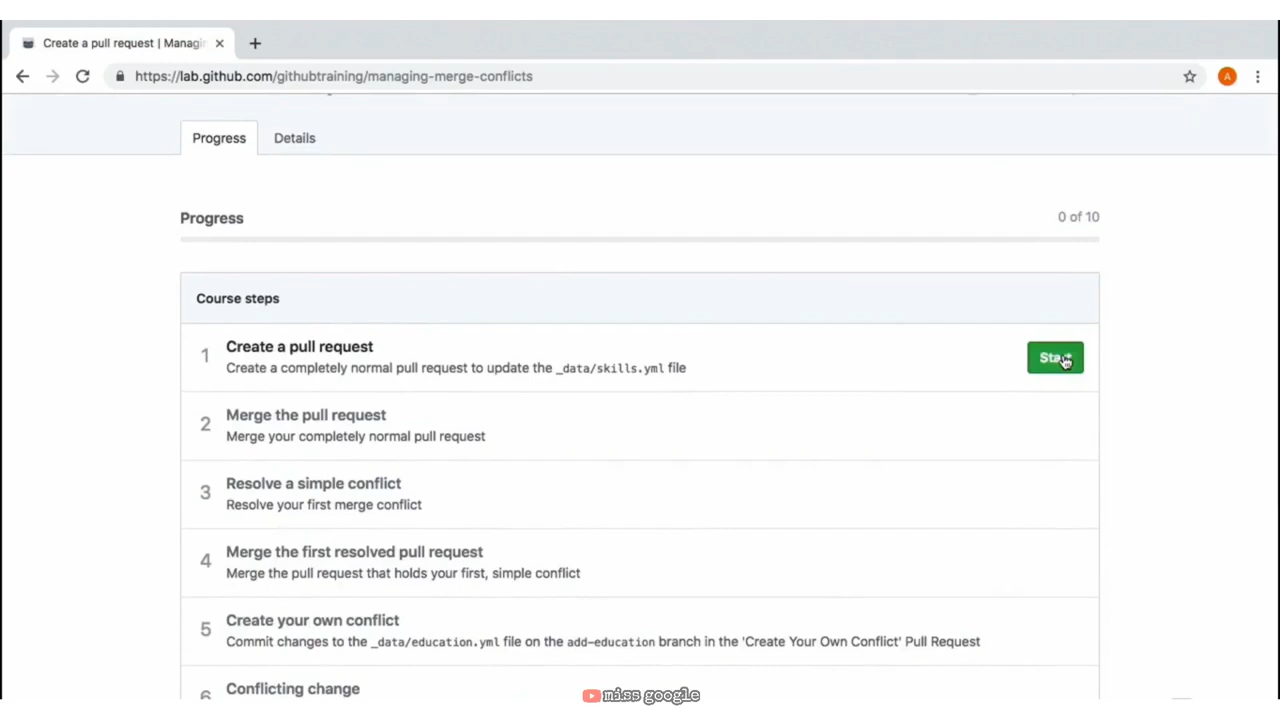 Create a pull request | Managi
https://lab.github.com/githubtraining/managing-merge-conflicts
A
Progress
Details
Progress
0 of 10
Course steps
1
Create a pull request
Create a completely normal pull request to update the _data/skills.yml file
Start
2
Merge the pull request
Merge your completely normal pull request
3
Resolve a simple conflict
Resolve your first merge conflict
4
Merge the first resolved pull request
Merge the pull request that holds your first, simple conflict
5
Create your own conflict
Commit changes to the _data/education.yml file on the add-education branch in the 'Create Your Own Conflict' Pull Request
6
Conflicting change
miss google